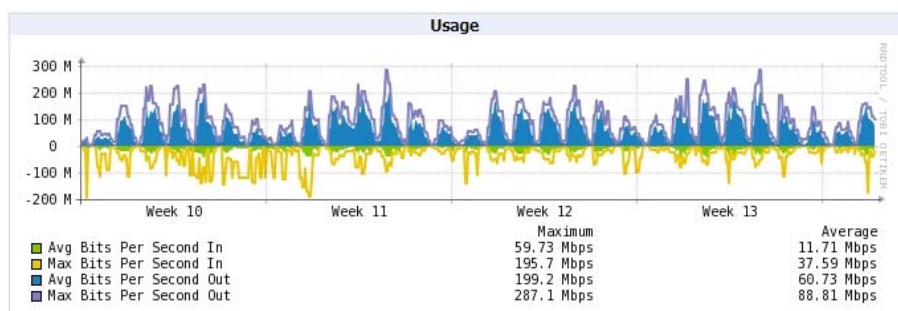 Usage
300 M
200 M
100 M
0
-100 M
-200 M
Week 10 Week 11 Week 12 Week 13
RRDTOOL / TOBI OETIKER
Maximum Average
Avg Bits Per Second In 59.73 Mbps 11.71 Mbps
Max Bits Per Second In 195.7 Mbps 37.59 Mbps
Avg Bits Per Second Out 199.2 Mbps 60.73 Mbps
Max Bits Per Second Out 287.1 Mbps 88.81 Mbps